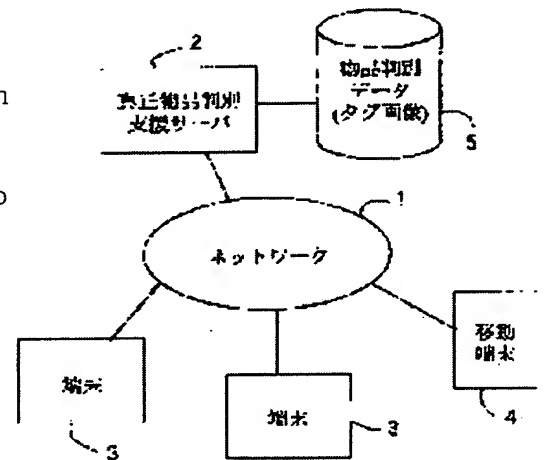 2
真正物品判別
支援サーバ
物品判別
データ
(タグ画像)
5
n
o
1
ネットワーク
移動
端末
4
端末
3
端末
3